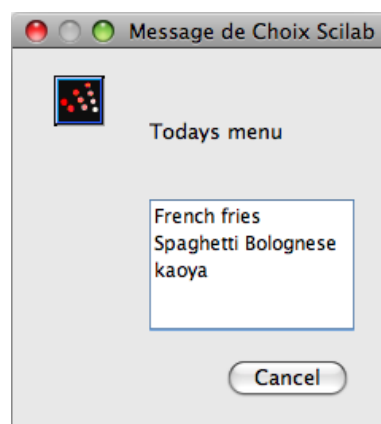 Message de Choix Scilab
Todays menu
French fries
Spaghetti Bolognese
kaoya
Cancel